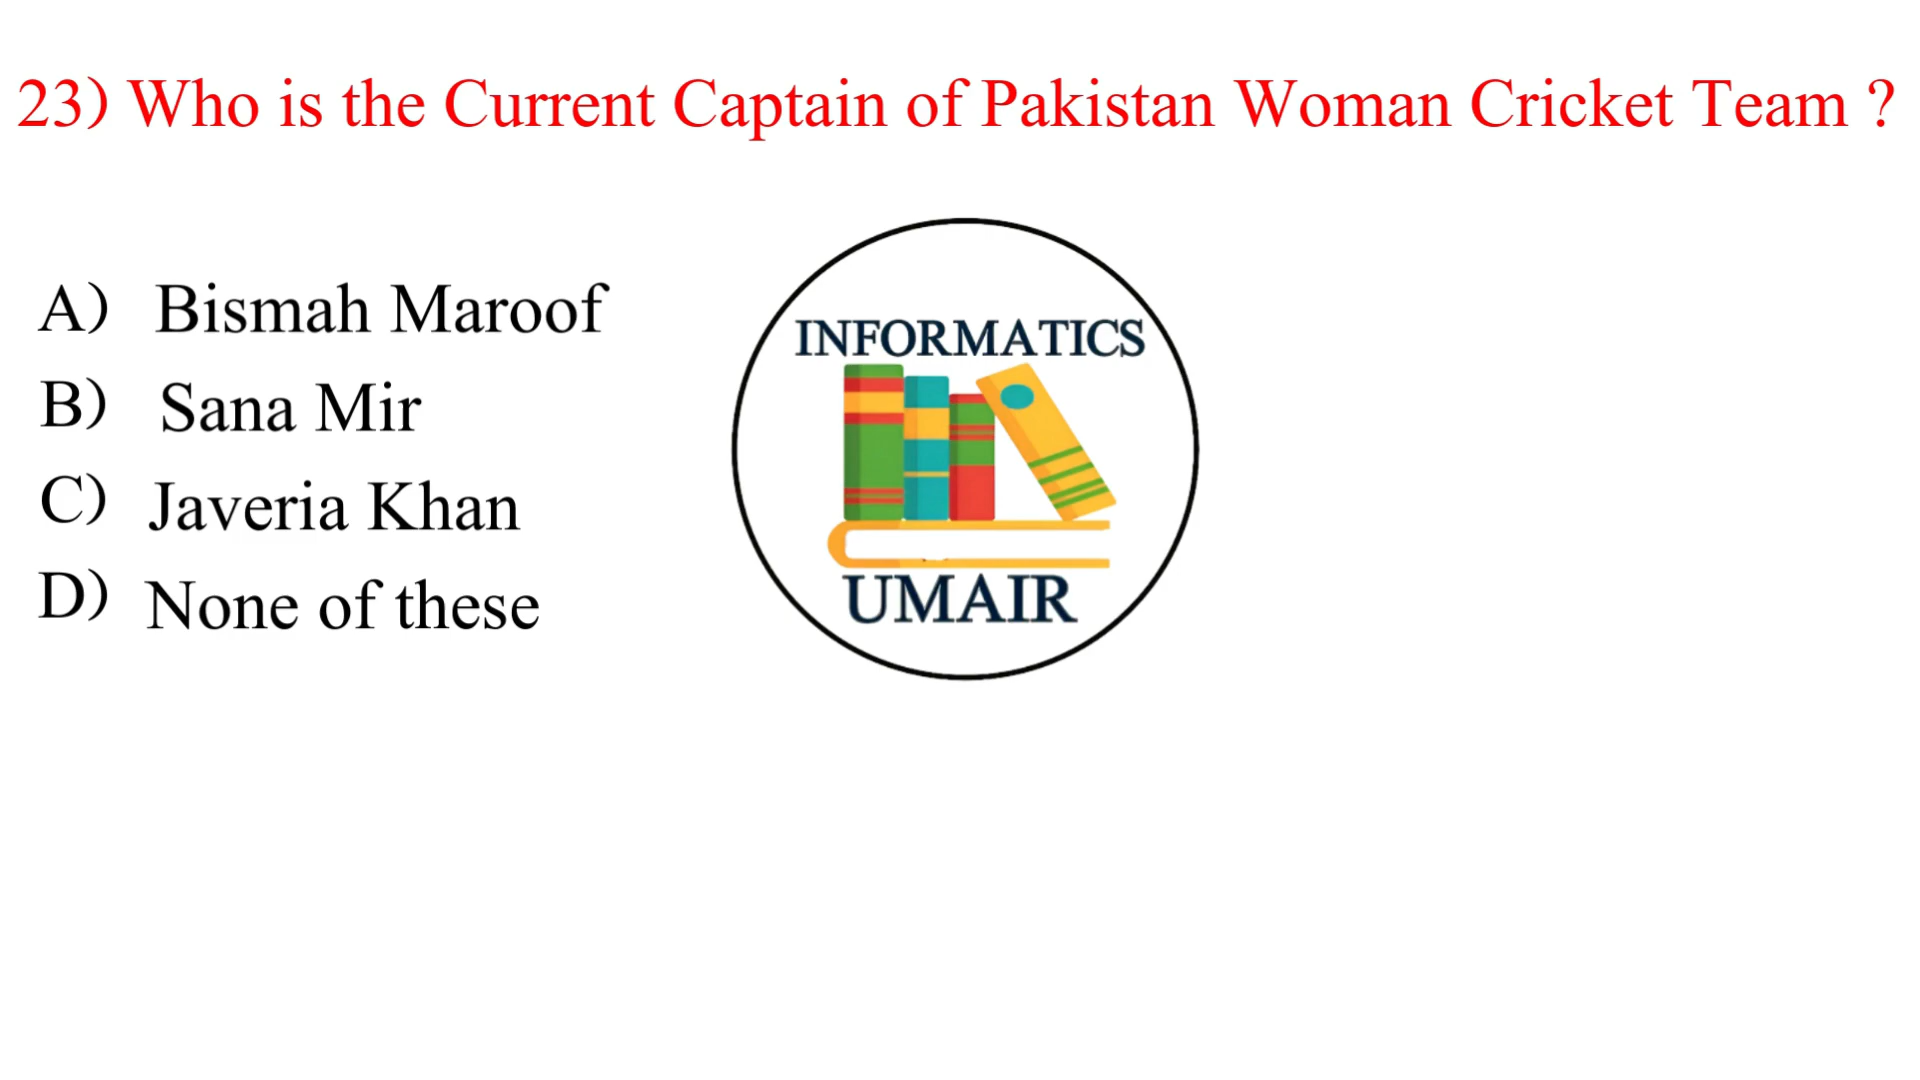 23) Who is the Current Captain of Pakistan Woman Cricket Team ?
A) Bismah Maroof
B) Sana Mir
C) Javeria Khan
D) None of these
INFORMATICS
UMAIR